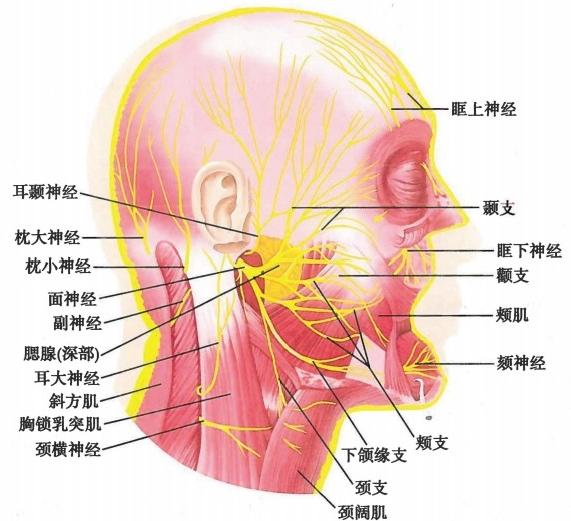 眶上神经
耳颞神经
颞支
枕大神经
眶下神经
枕小神经
颧支
面神经
颊肌
副神经
腮腺(深部)
颏神经
耳大神经
斜方肌
胸锁乳突肌
颊支
颈横神经
下颌缘支
颈支
颈阔肌